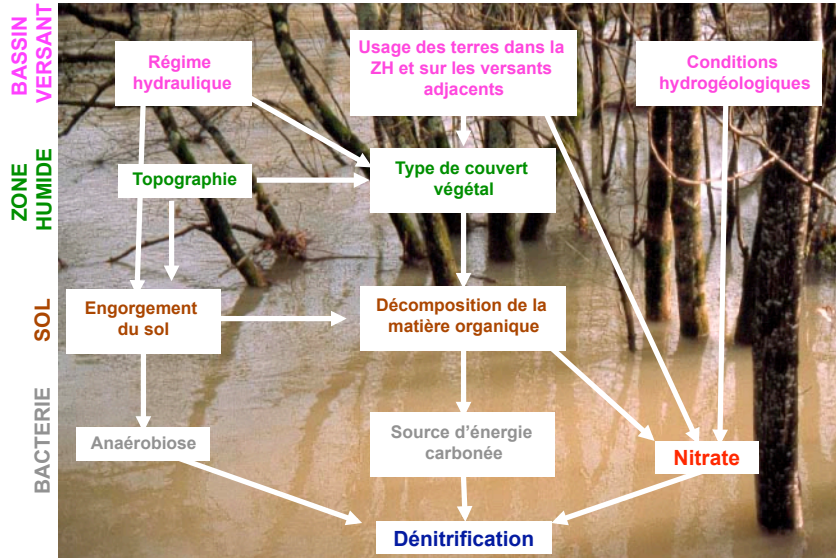 BASSIN
VERSANT
Régime
hydraulique
Usage des terres dans la
ZH et sur les versants
adjacents
Conditions
hydrogéologiques
ZONE
HUMIDE
Topographie
Type de couvert
végétal
SOL
Engorgement
du sol
Décomposition de la
matière organique
BACTERIE
Anaérobiose
Source d'énergie
carbonée
Nitrate
Dénitrification